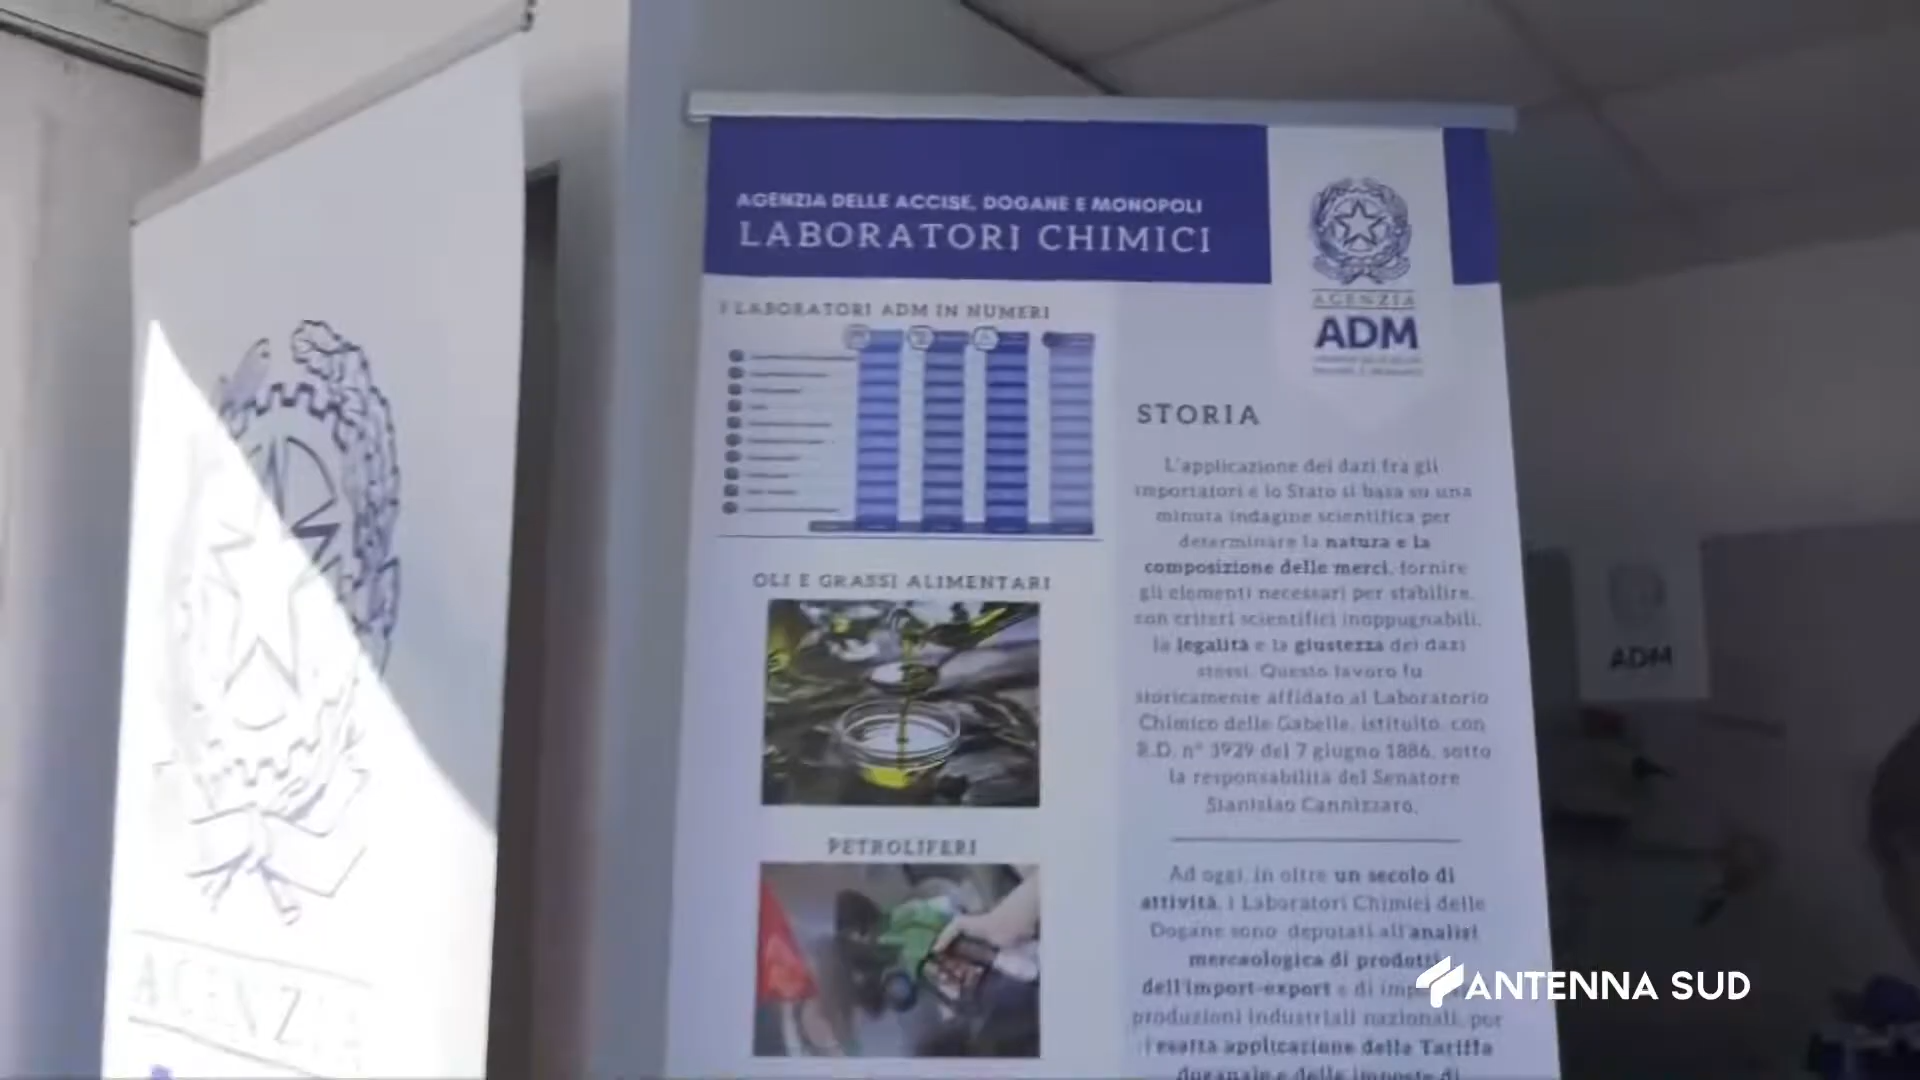 AGENZIA DELLE ACCISE, DOGANE E MONOPOLI
LABORATORI CHIMICI
AGENZIA
ADM
I LABORATORI ADM IN NUMERI
OLI E GRASSI ALIMENTARI
PETROLIFERI
STORIA
L'applicazione dei dazi fra gli
importatori e lo Stato si basa su una
minuta indagine scientifica per
determinare la natura e la
composizione delle merci, fornire
gli elementi necessari per stabilire,
con criteri scientifici inoppugnabili,
la legalità e la giustezza dei dazi
stessi. Questo lavoro fu
storicamente affidato al Laboratorio
Chimico delle Gabelle, istituito, con
R.D. n° 3929 del 7 giugno 1886, sotto
la responsabilità del Senatore
Stanislao Cannizzaro.
Ad oggi, in oltre un secolo di
attività, i Laboratori Chimici delle
Dogane sono deputati all'analisi
merceologica di prodotti
dell'import-export e di
produzioni industriali nazionali, per
l'esatta applicazione della Tariffa
doganale e delle imposte di
AGENZIA
ADM
ANTENNA SUD